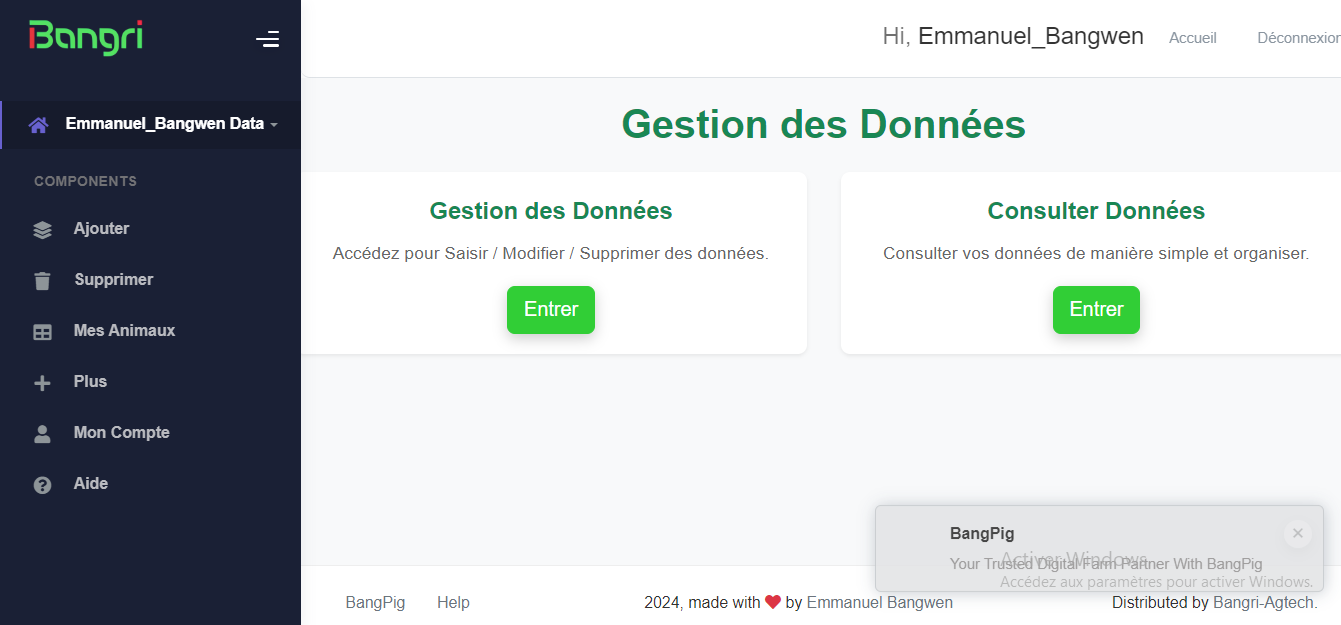 Bangri
Hi, Emmanuel_Bangwen
Accueil
Déconnexion
Emmanuel_Bangwen Data
COMPONENTS
Ajouter
Supprimer
Mes Animaux
Plus
Mon Compte
Aide
Gestion des Données
Gestion des Données
Accédez pour Saisir / Modifier / Supprimer des données.
Entrer
Consulter Données
Consulter vos données de manière simple et organiser.
Entrer
BangPig
Your Trusted Digital Farm Partner With BangPig
Activer Windows
Accédez aux paramètres pour activer Windows.
BangPig
Help
2024, made with ❤ by Emmanuel Bangwen
Distributed by Bangri-Agtech.